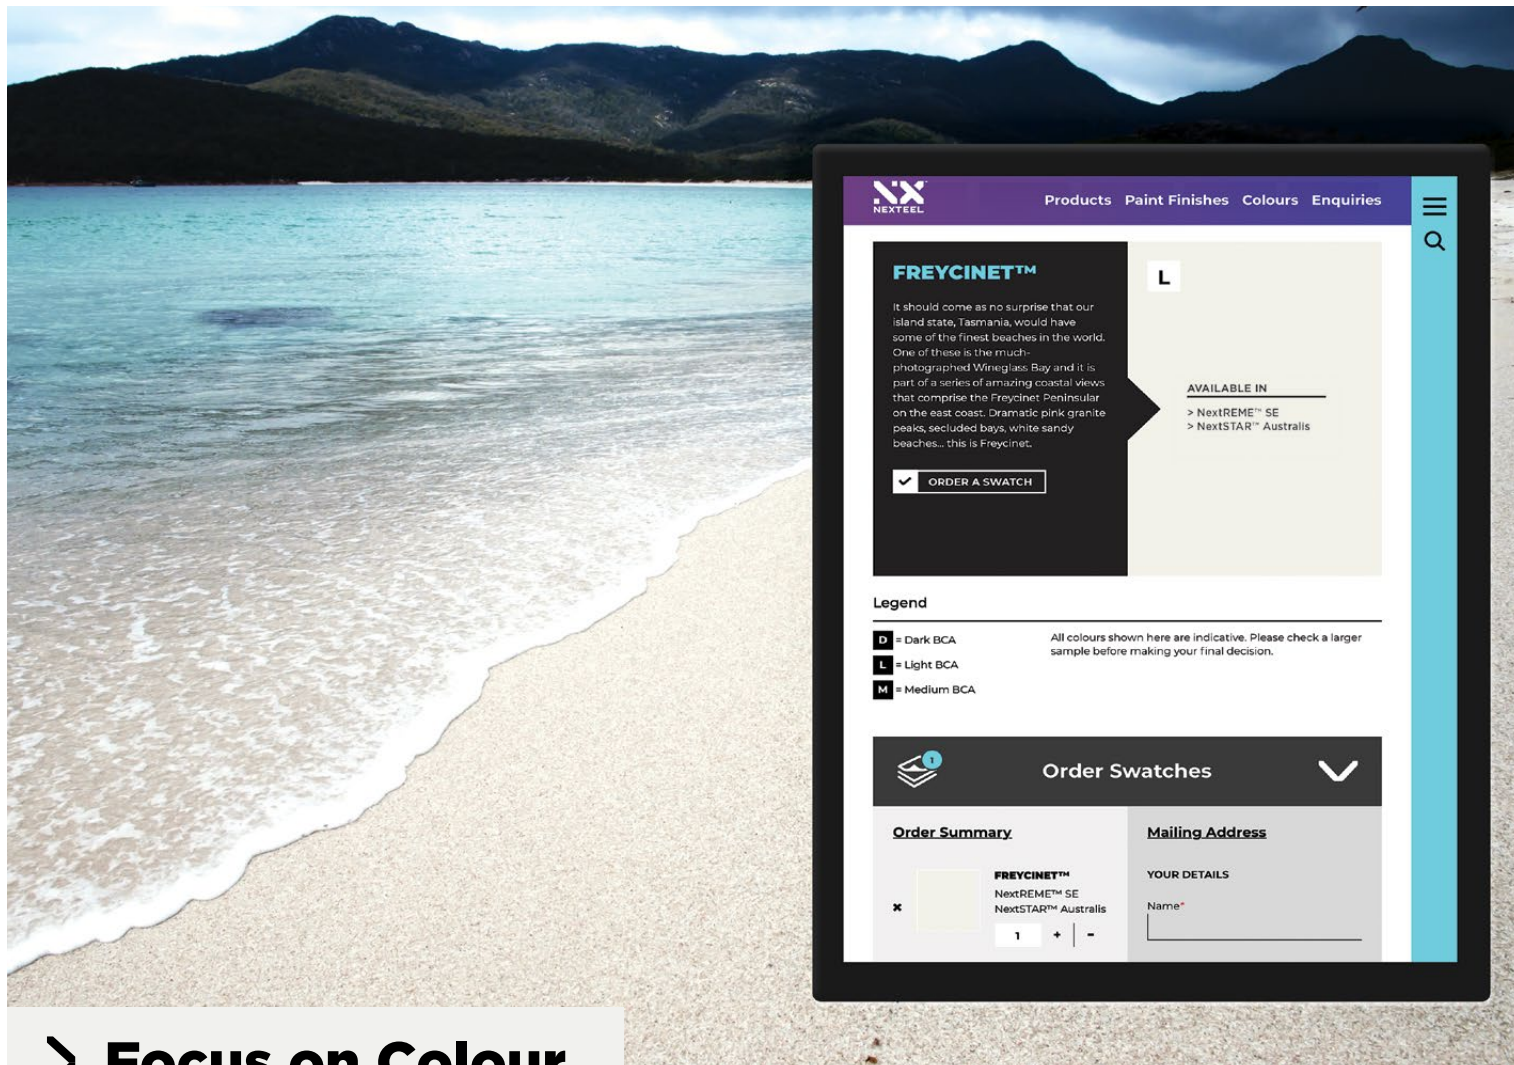 NEXTEEL
Products Paint Finishes Colours Enquiries
FREYCINET™
It should come as no surprise that our
island state, Tasmania, would have
some of the finest beaches in the world.
One of these is the much-
photographed Wineglass Bay and it is
part of a series of amazing coastal views
that comprise the Freycinet Peninsular
on the east coast. Dramatic pink granite
peaks, secluded bays, white sandy
beaches... this is Freycinet.
ORDER A SWATCH
L
AVAILABLE IN
> NextREME™ SE
> NextSTAR™ Australis
Legend
D = Dark BCA
L = Light BCA
M = Medium BCA
All colours shown here are indicative. Please check a larger
sample before making your final decision.
1
Order Swatches
Order Summary
FREYCINET™
NextREME™ SE
NextSTAR™ Australis
1 + -
Mailing Address
YOUR DETAILS
Name*
Focus on Colour